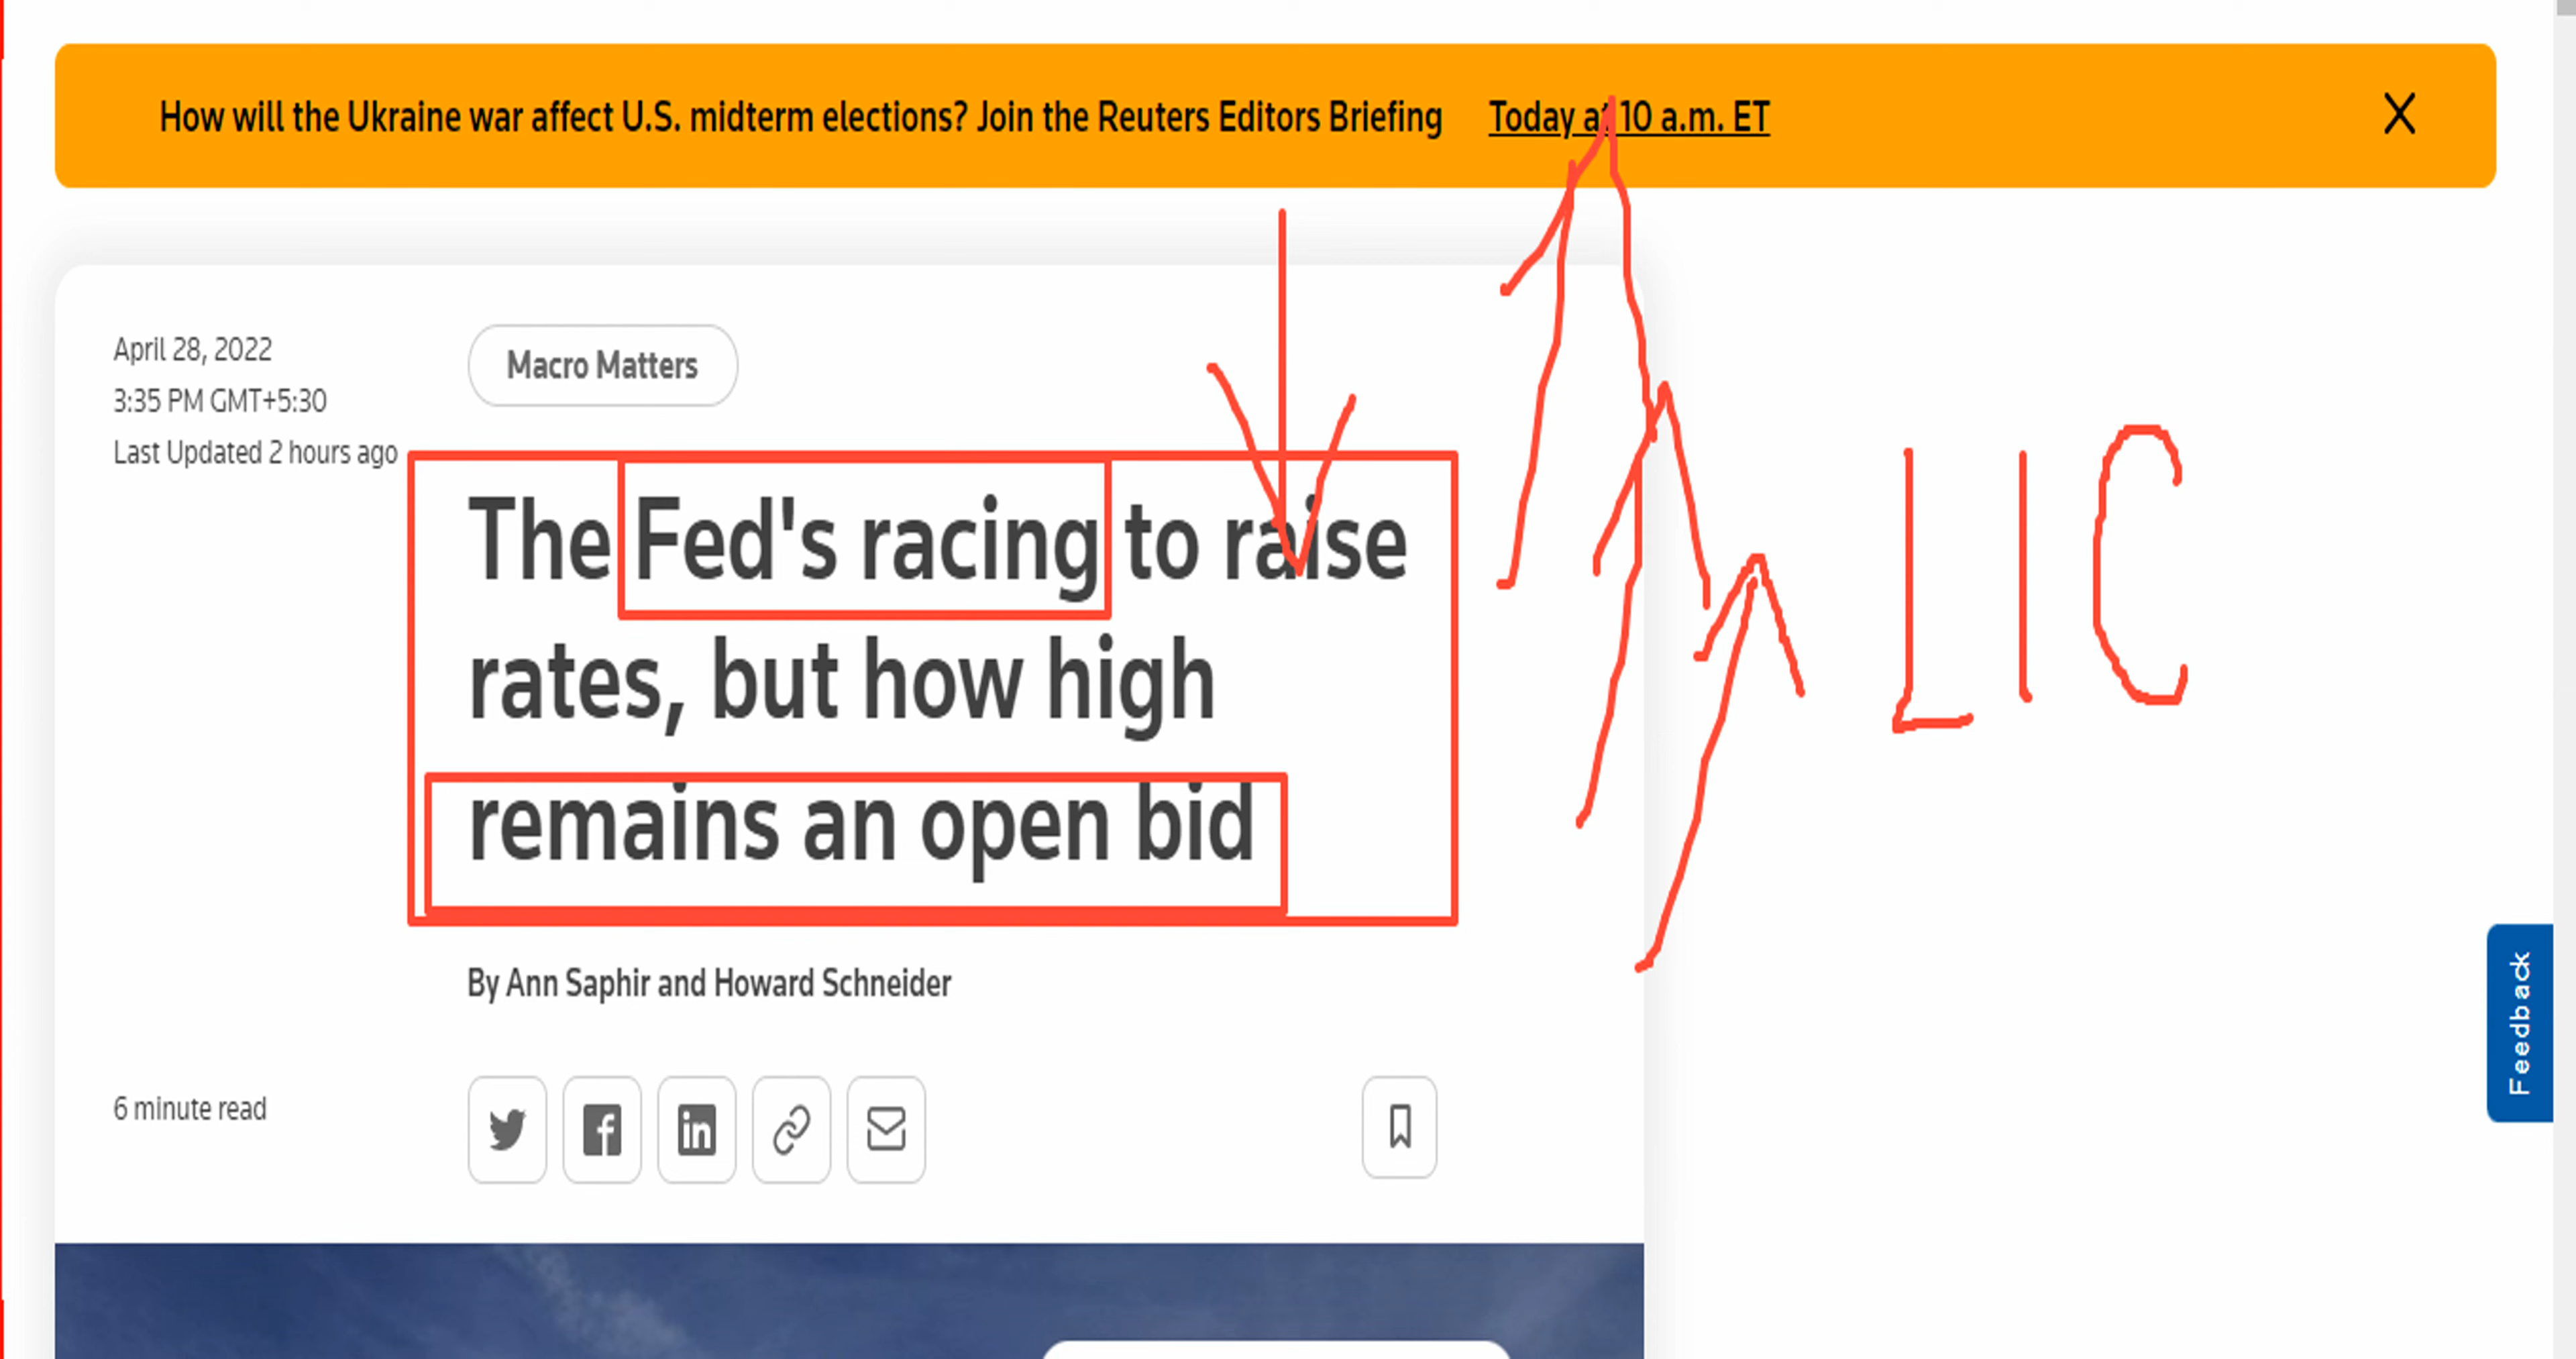 How will the Ukraine war affect U.S. midterm elections? Join the Reuters Editors Briefing Today at 10 a.m. ET X
April 28, 2022
3:35 PM GMT+5:30
Last Updated 2 hours ago
Macro Matters
The Fed's racing to raise
rates, but how high
remains an open bid
LIC
By Ann Saphir and Howard Schneider
6 minute read
Feedback